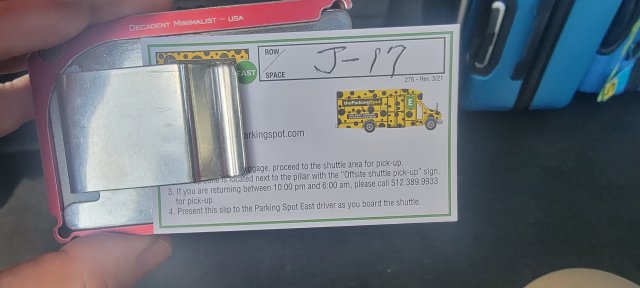 DECADENT MINIMALIST – USA
EAST
ROW
SPACE
J-17
276 - Rev. 3/21
theParkingSpot
E
arkingspot.com
ggage, proceed to the shuttle area for pick-up.
is located next to the pillar with the "Offsite shuttle pick-up" sign.
3. If you are returning between 10:00 pm and 6:00 am, please call 512.389.9933
for pick-up.
4. Present this slip to the Parking Spot East driver as you board the shuttle.